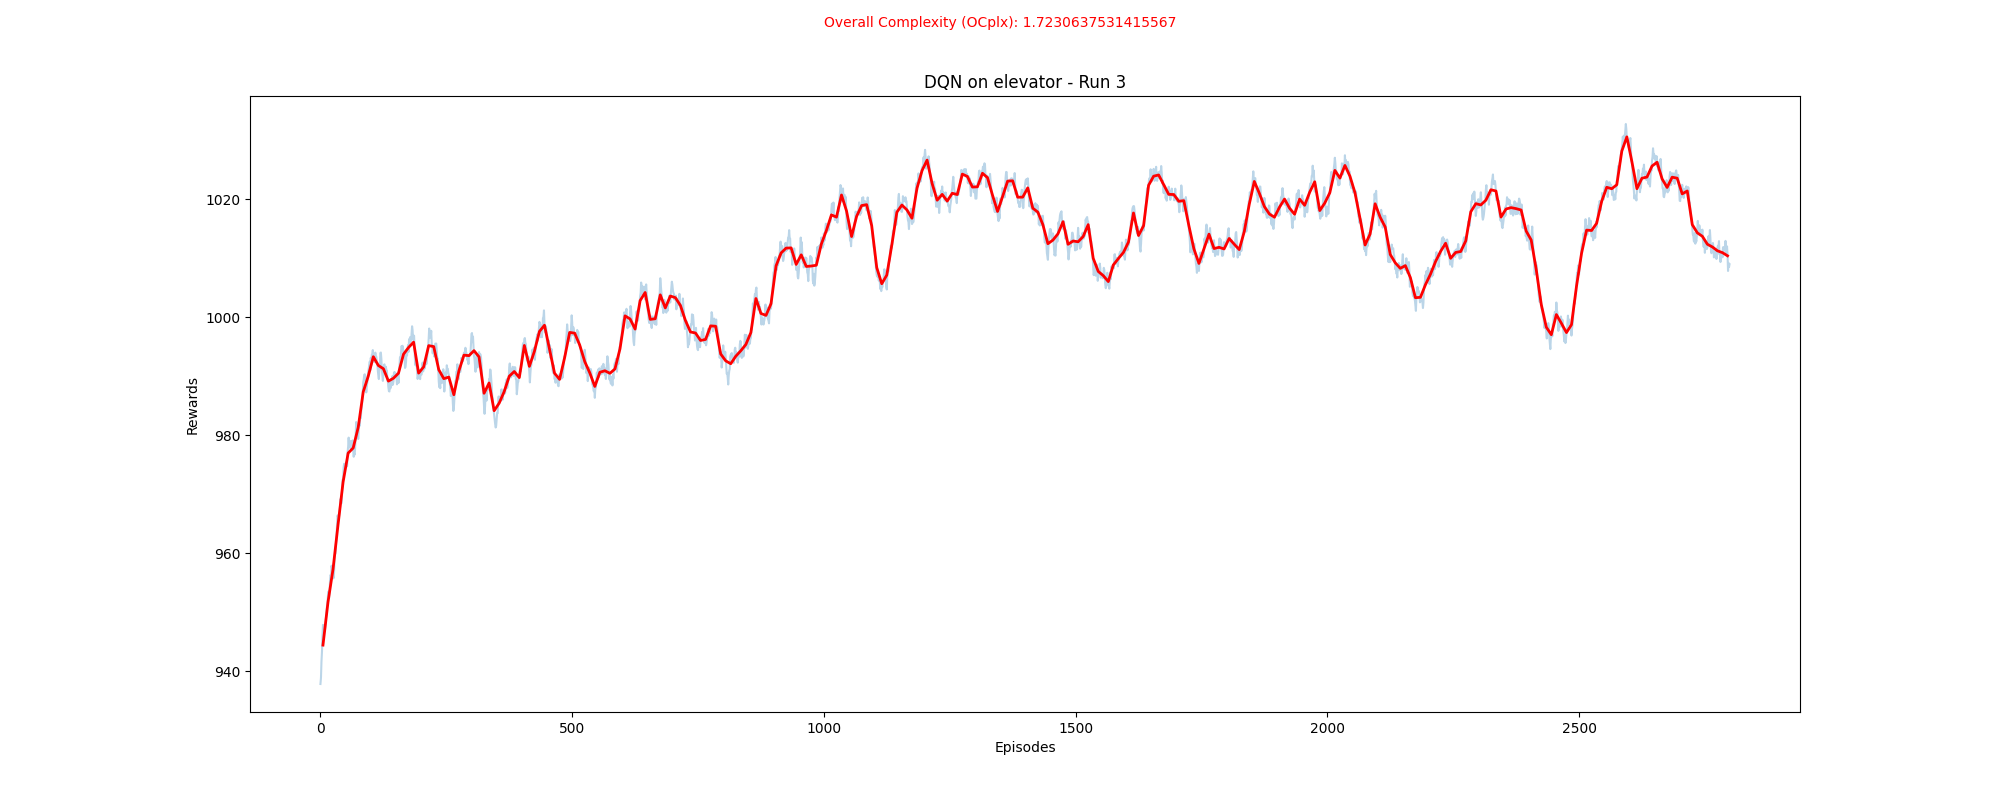 Overall Complexity (OCplx): 1.7230637531415567
DQN on elevator - Run 3
1020
1000
980
960
940
Rewards
0 500 1000 1500 2000 2500
Episodes